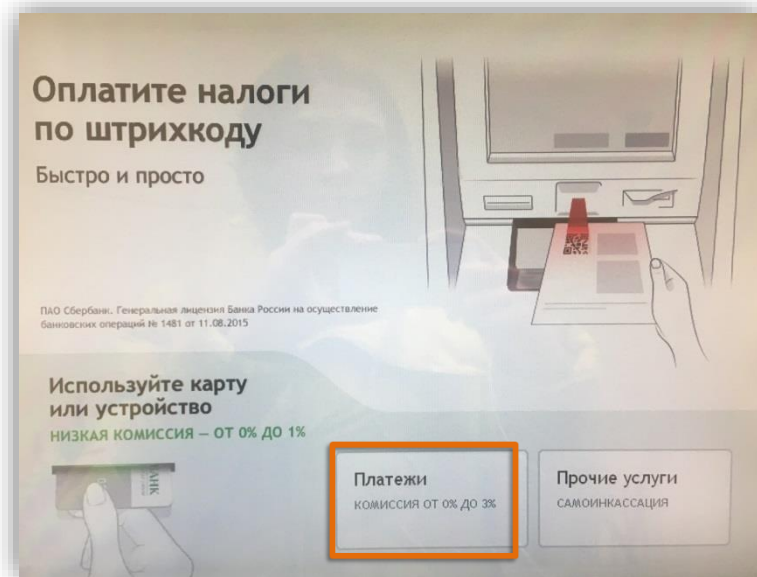 Оплатите налоги
по штрихкоду
Быстро и просто
ПАО Сбербанк. Генеральная лицензия Банка России на осуществление
банковских операций № 1481 от 11.08.2015
Используйте карту
или устройство
НИЗКАЯ КОМИССИЯ – ОТ 0% ДО 1%
Платежи
КОМИССИЯ ОТ 0% ДО 3%
Прочие услуги
САМОИНКАССАЦИЯ